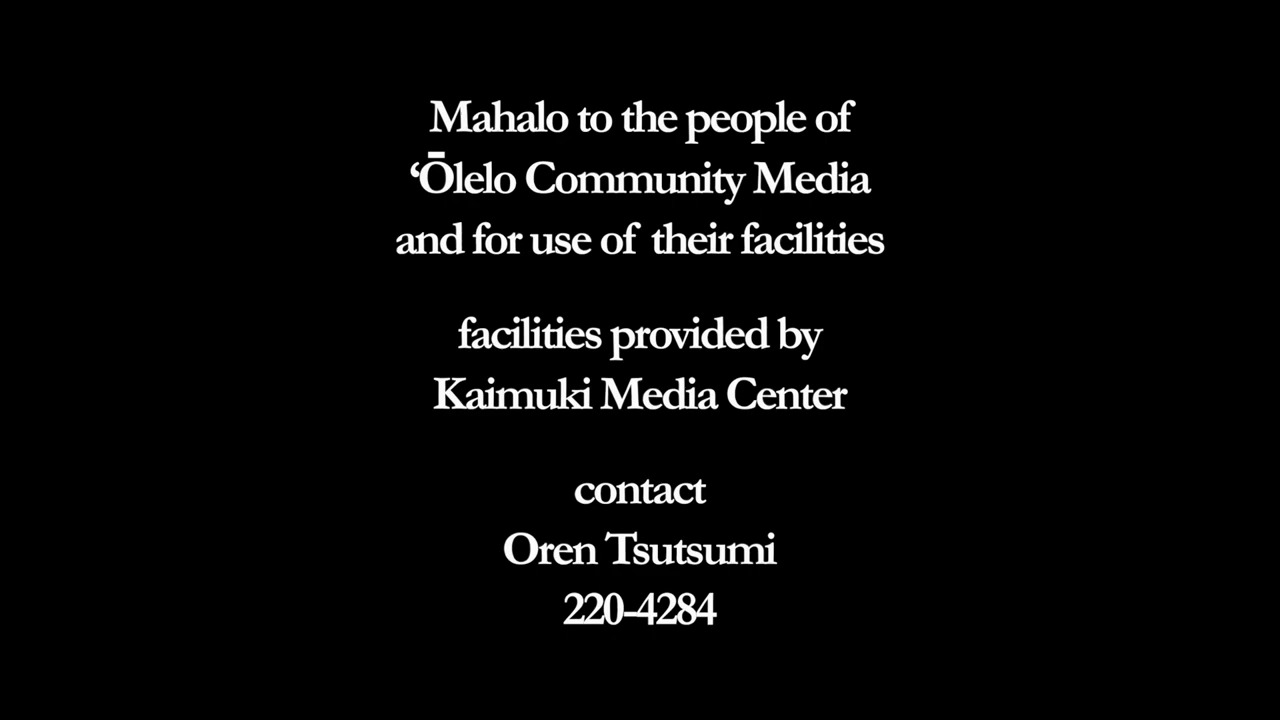 Mahalo to the people of
‘Ōlelo Community Media
and for use of their facilities
facilities provided by
Kaimuki Media Center
contact
Oren Tsutsumi
220-4284